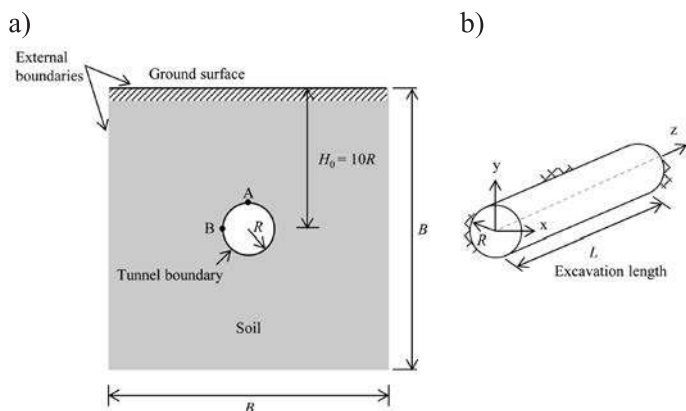 a)
External
boundaries
Ground surface
H₀ = 10R
A
B
R
B
Tunnel boundary
Soil
B
b)
z
y
x
R
L
Excavation length